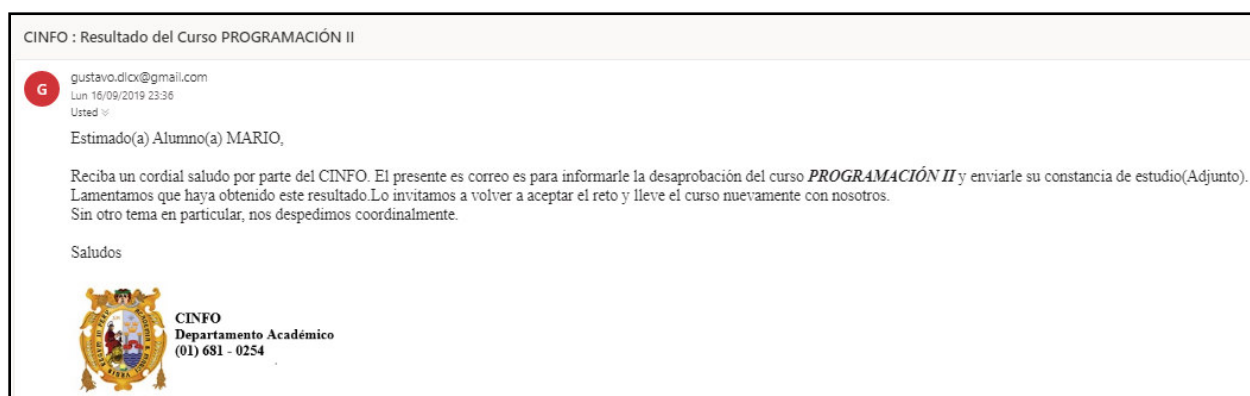 CINFO : Resultado del Curso PROGRAMACIÓN II
G
gustavo.dlcx@gmail.com
Lun 16/09/2019 23:36
Usted
Estimado(a) Alumno(a) MARIO,
Reciba un cordial saludo por parte del CINFO. El presente es correo es para informarle la desaprobación del curso PROGRAMACIÓN II y enviarle su constancia de estudio(Adjunto).
Lamentamos que haya obtenido este resultado.Lo invitamos a volver a aceptar el reto y lleve el curso nuevamente con nosotros.
Sin otro tema en particular, nos despedimos coordinalmente.
Saludos
CINFO
Departamento Académico
(01) 681 - 0254